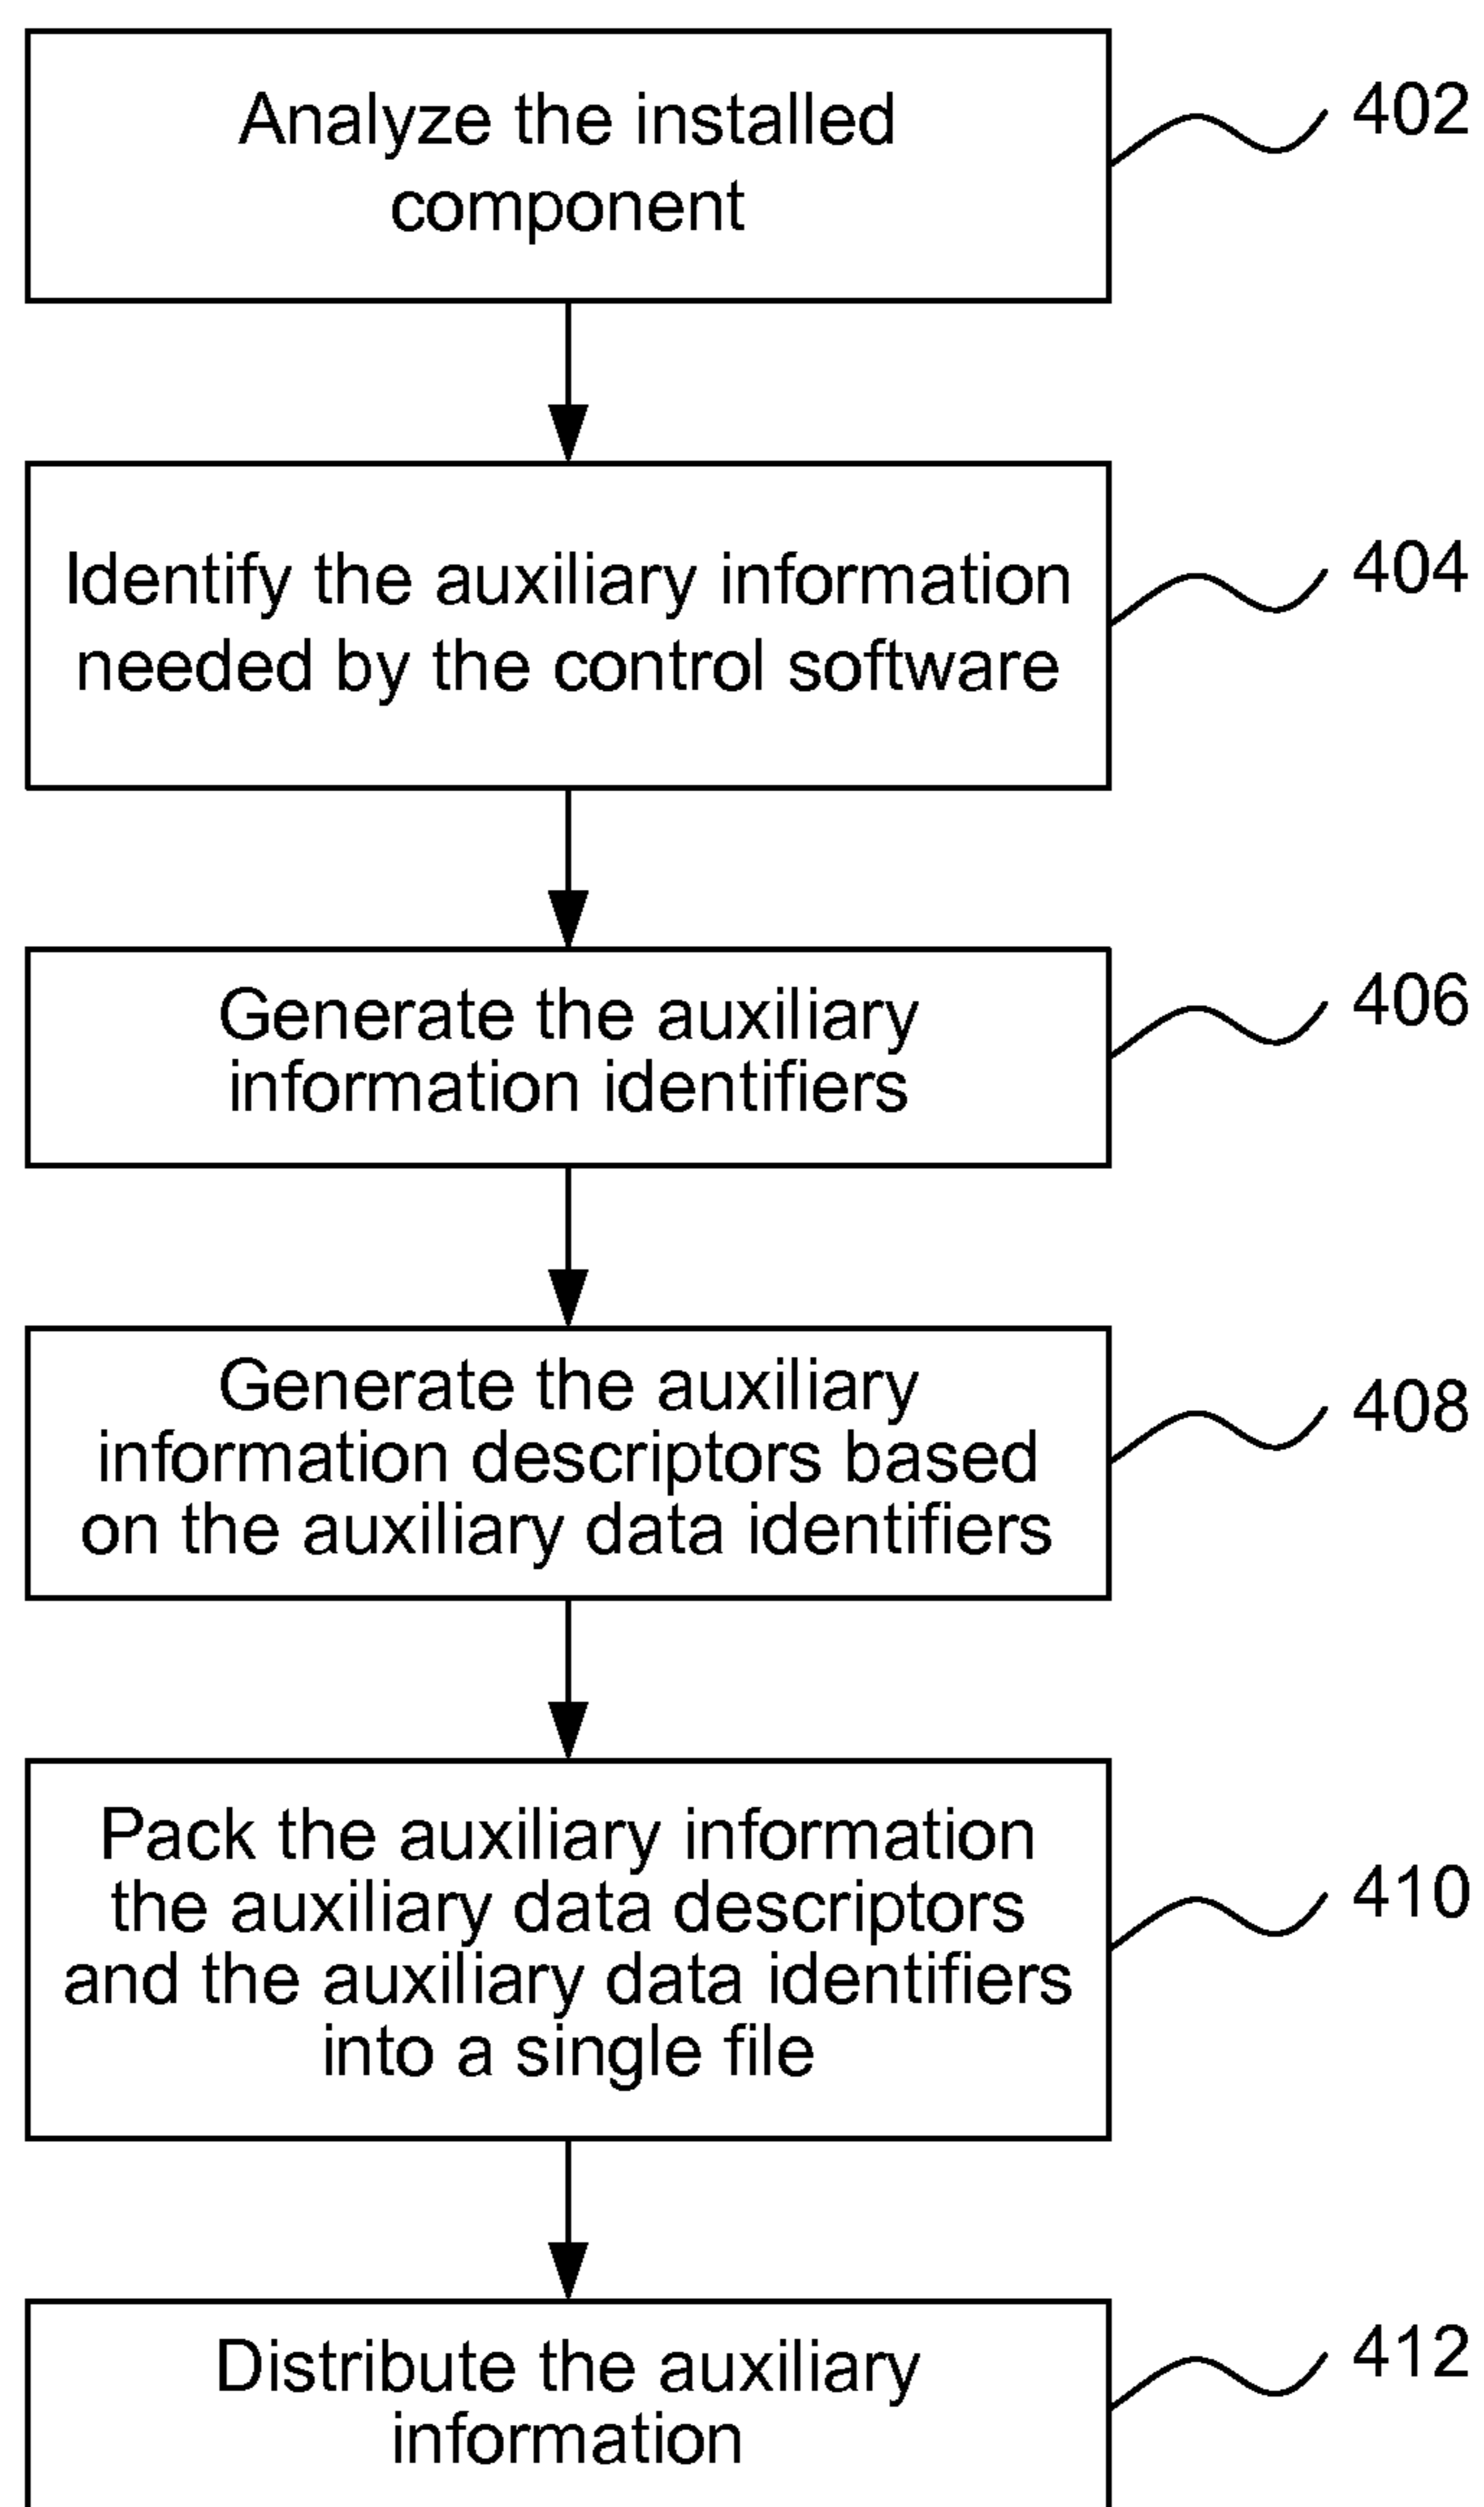 Analyze the installed
component
402
Identify the auxiliary information
needed by the control software
404
Generate the auxiliary
information identifiers
406
Generate the auxiliary
information descriptors based
on the auxiliary data identifiers
408
Pack the auxiliary information
the auxiliary data descriptors
and the auxiliary data identifiers
into a single file
410
Distribute the auxiliary
information
412